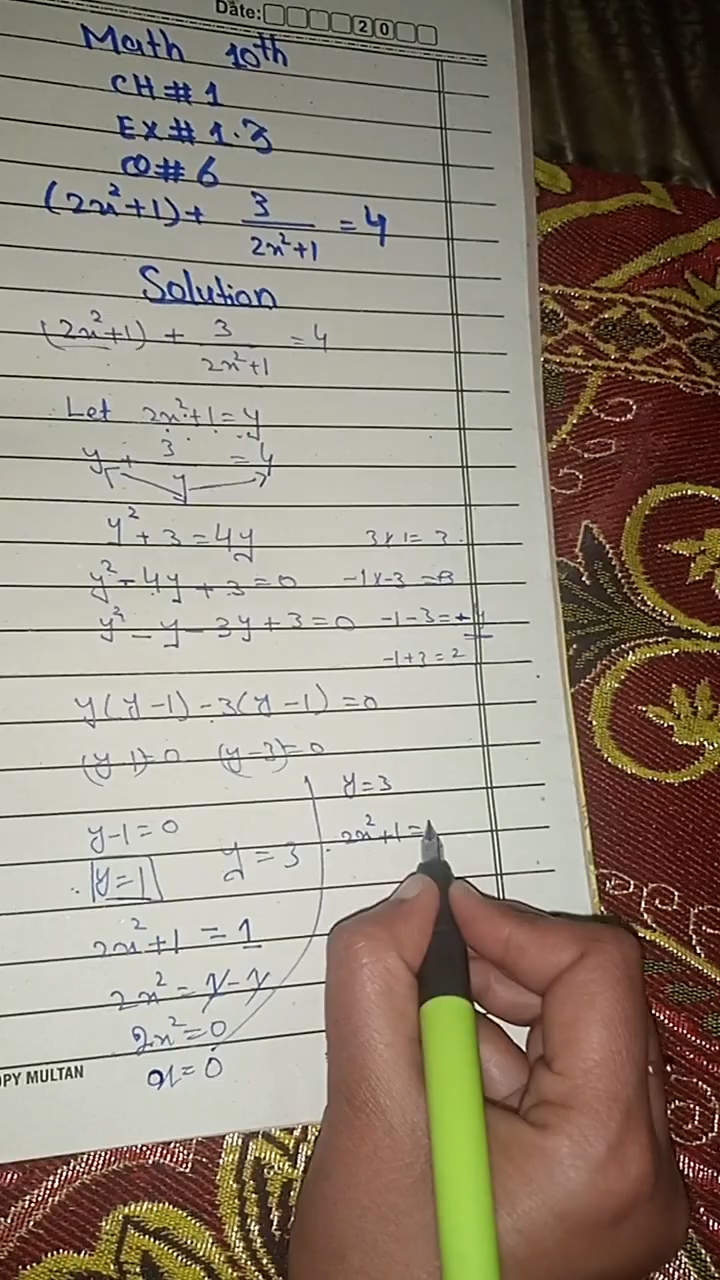 Date: 20
Math 10th
CH # 1
EX # 1.3
Q # 6
(2x²+1) + 3/(2x²+1) = 4
Solution
(2x²+1) + 3/(2x²+1) = 4
Let 2x²+1 = y
y + 3/y = 4
y² + 3 = 4y 3×1 = 3
y² - 4y + 3 = 0 -1×-3 = 3
y² - y - 3y + 3 = 0 -1-3 = -4
-1+3 = 2
y(y-1) - 3(y-1) = 0
(y-1)=0 (y-3)=0
y-1 = 0
y=1 y = 3
2x²+1 = 1
2x² = 1-1
2x² = 0
x = 0
y = 3
2x²+1 =
OPY MULTAN